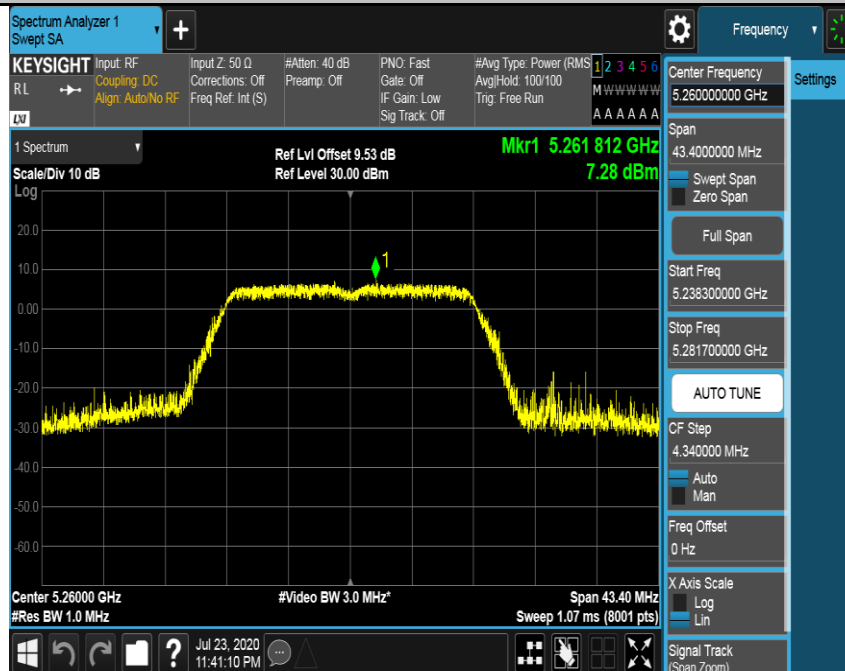 Spectrum Analyzer 1
Swept SA
+
Frequency
KEYSIGHT
RL
LXI
Input: RF
Coupling: DC
Align: Auto/No RF
Input Z: 50 Ω
Corrections: Off
Freq Ref: Int (S)
#Atten: 40 dB
Preamp: Off
PNO: Fast
Gate: Off
IF Gain: Low
Sig Track: Off
#Avg Type: Power (RMS
Avg|Hold: 100/100
Trig: Free Run
1 2 3 4 5 6
M W W W W W
A A A A A A
Center Frequency
5.260000000 GHz
Settings
Span
43.4000000 MHz
Swept Span
Zero Span
Full Span
Start Freq
5.238300000 GHz
Stop Freq
5.281700000 GHz
AUTO TUNE
CF Step
4.340000 MHz
Auto
Man
Freq Offset
0 Hz
X Axis Scale
Log
Lin
Signal Track
(Span Zoom)
1 Spectrum
Scale/Div 10 dB
Ref Lvl Offset 9.53 dB
Ref Level 30.00 dBm
Mkr1 5.261 812 GHz
7.28 dBm
Log
20.0
10.0
0.00
-10.0
-20.0
-30.0
-40.0
-50.0
-60.0
1
Center 5.26000 GHz
#Res BW 1.0 MHz
#Video BW 3.0 MHz*
Span 43.40 MHz
Sweep 1.07 ms (8001 pts)
?
Jul 23, 2020
11:41:10 PM